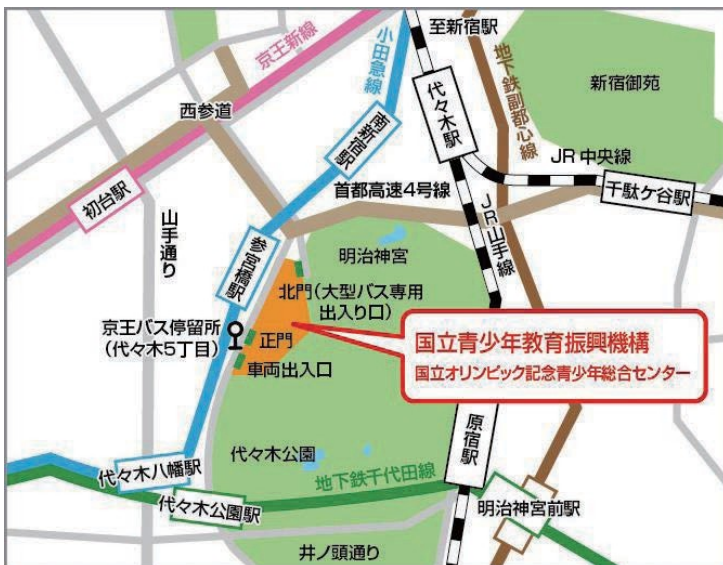 至新宿駅
京王新線
小田急線
代々木駅
地下鉄副都心線
新宿御苑
西参道
南新宿駅
JR中央線
初台駅
首都高速4号線
千駄ケ谷駅
山手通り
参宮橋駅
明治神宮
JR山手線
北門(大型バス専用
出入り口)
京王バス停留所
(代々木5丁目)
正門
車両出入口
国立青少年教育振興機構
国立オリンピック記念青少年総合センター
原宿駅
代々木公園
代々木八幡駅
地下鉄千代田線
代々木公園駅
明治神宮前駅
井ノ頭通り